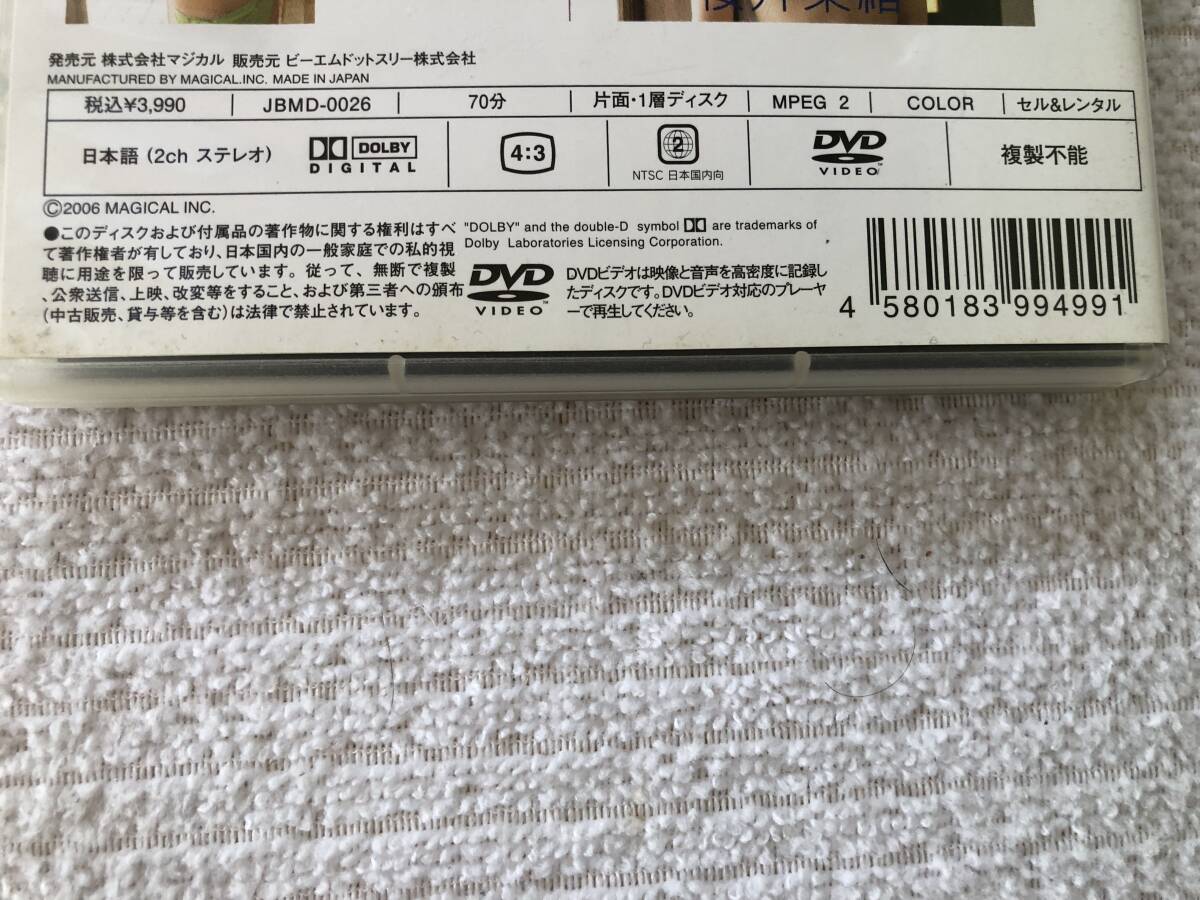 発売元 株式会社マジカル 販売元 ビーエムドットスリー株式会社
MANUFACTURED BY MAGICAL.INC. MADE IN JAPAN
税込¥3,990 JBMD-0026 70分 片面・1層ディスク MPEG 2 COLOR セル&レンタル
日本語 (2ch ステレオ) DOLBY DIGITAL 4:3 2 DVD VIDEO 複製不能
NTSC 日本国内向
©2006 MAGICAL INC.
●このディスクおよび付属品の著作物に関する権利はすべ
て著作権者が有しており、日本国内の一般家庭での私的視
聴に用途を限って販売しています。従って、無断で複製
、公衆送信、上映、改変等をすること、および第三者への頒布
(中古販売、貸与等を含む)は法律で禁止されています。
"DOLBY" and the double-D symbol are trademarks of
Dolby Laboratories Licensing Corporation.
DVD VIDEO
DVDビデオは映像と音声を高密度に記録し
たディスクです。DVDビデオ対応のプレーヤ
ーで再生してください。
4 580183 994991